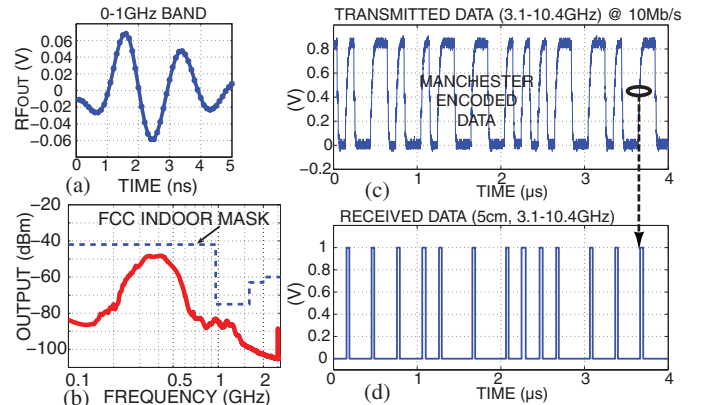 0-1GHz BAND
RFOUT (V)
0.06
0.04
0.02
0
−0.02
−0.04
−0.06
0 1 2 3 4 5
TIME (ns)
(a)
FCC INDOOR MASK
OUTPUT (dBm)
−20
−40
−60
−80
−100
0.1 0.5 1 2
FREQUENCY (GHz)
(b)
TRANSMITTED DATA (3.1-10.4GHz) @ 10Mb/s
MANCHESTER
ENCODED
DATA
(V)
0.8
0.4
0
−0.2
0 1 2 3 4
TIME (µs)
(c)
RECEIVED DATA (5cm, 3.1-10.4GHz)
(V)
1
0.8
0.6
0.4
0.2
0
0 1 2 3 4
TIME (µs)
(d)